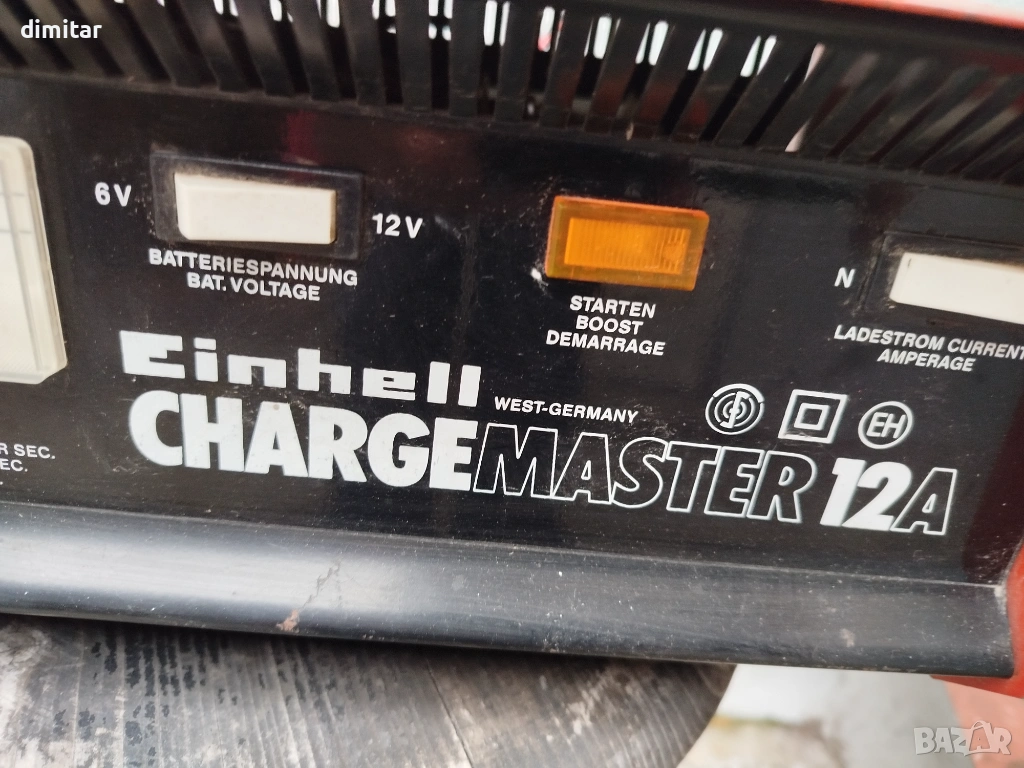 dimitar
6V
12V
BATTERIESPANNUNG
BAT. VOLTAGE
STARTEN
BOOST
DEMARRAGE
N
LADESTROM CURRENT
AMPERAGE
Einhell
WEST-GERMANY
EH
CHARGEMASTER 12A
R SEC.
EC.
BAZAR